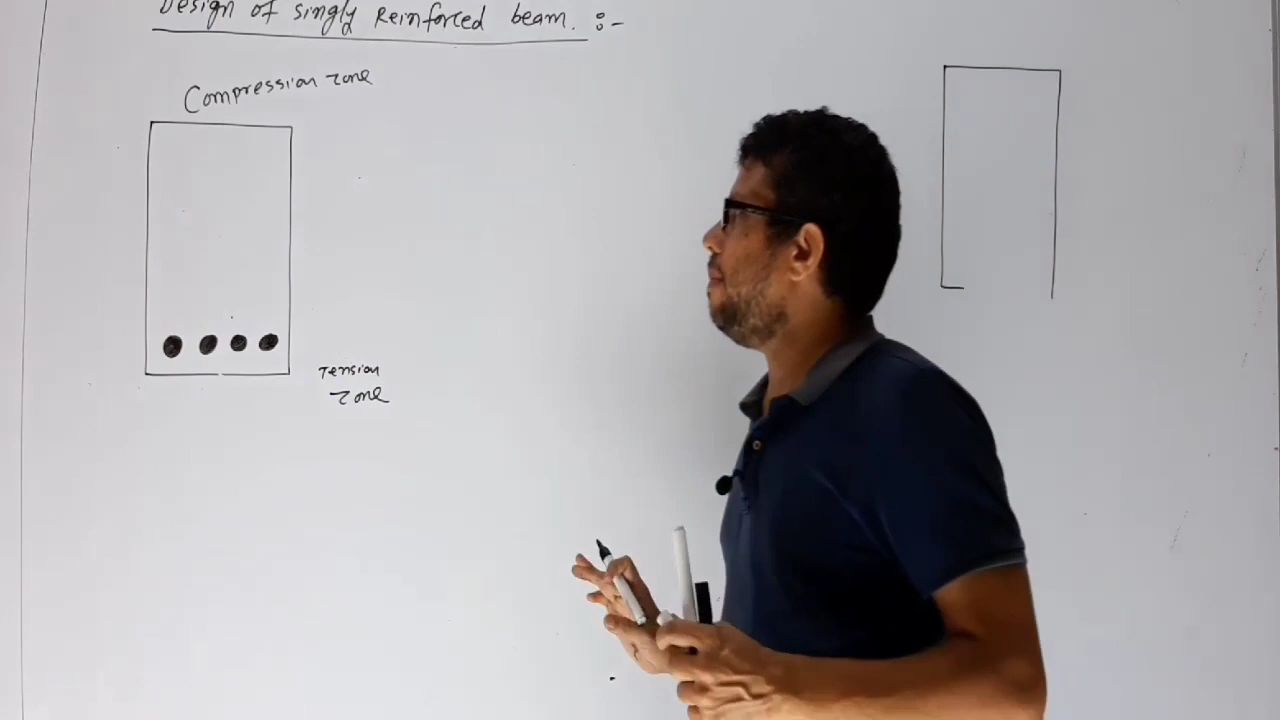 Design of singly Reinforced beam. :-
Compression zone
Tension
zone